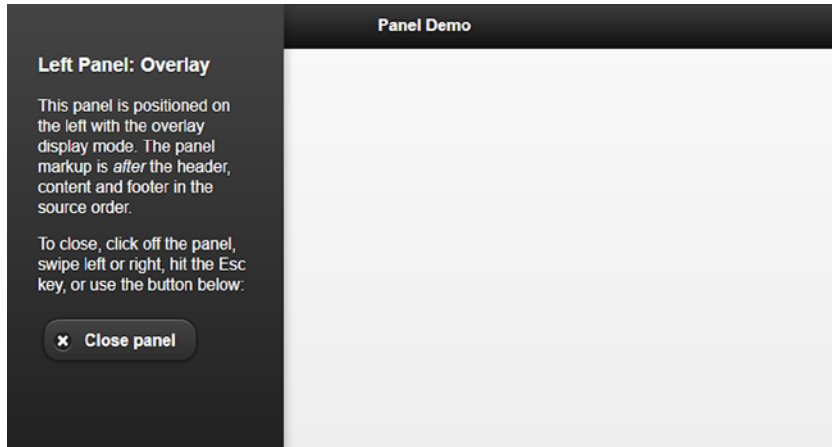 Panel Demo
Left Panel: Overlay
This panel is positioned on
the left with the overlay
display mode. The panel
markup is after the header,
content and footer in the
source order.
To close, click off the panel,
swipe left or right, hit the Esc
key, or use the button below:
Close panel